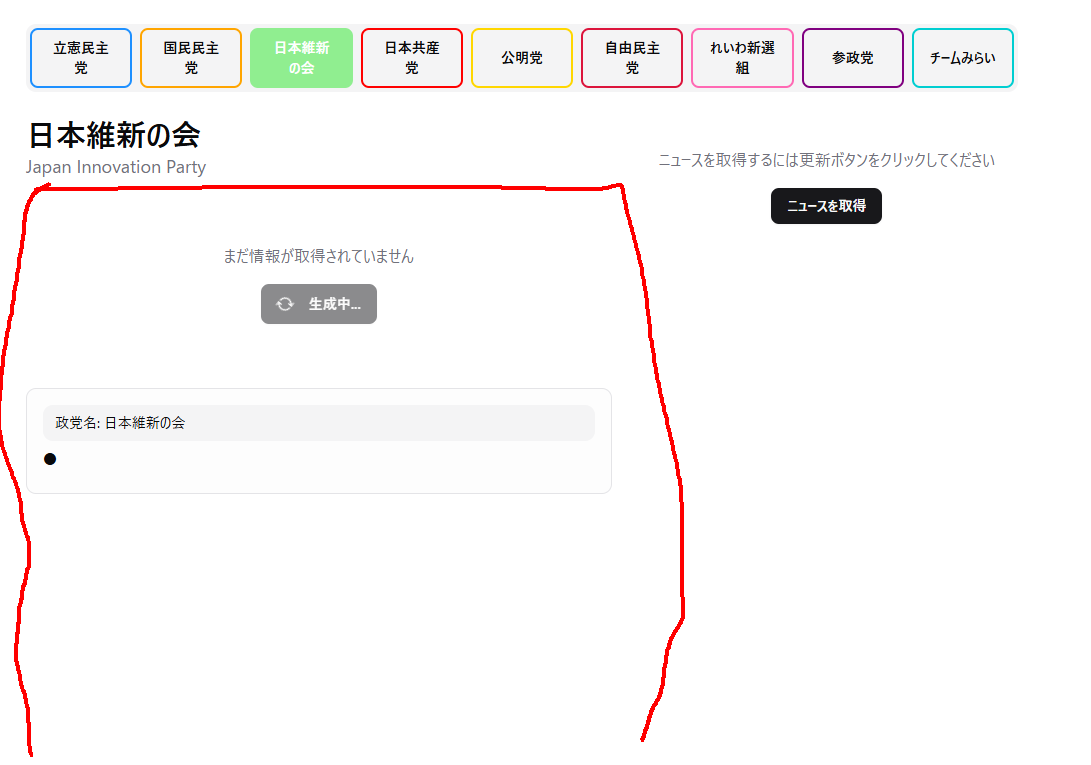 立憲民主
党
国民民主
党
日本維新
の会
日本共産
党
公明党
自由民主
党
れいわ新選
組
参政党
チームみらい
日本維新の会
Japan Innovation Party
ニュースを取得するには更新ボタンをクリックしてください
ニュースを取得
まだ情報が取得されていません
生成中...
政党名: 日本維新の会